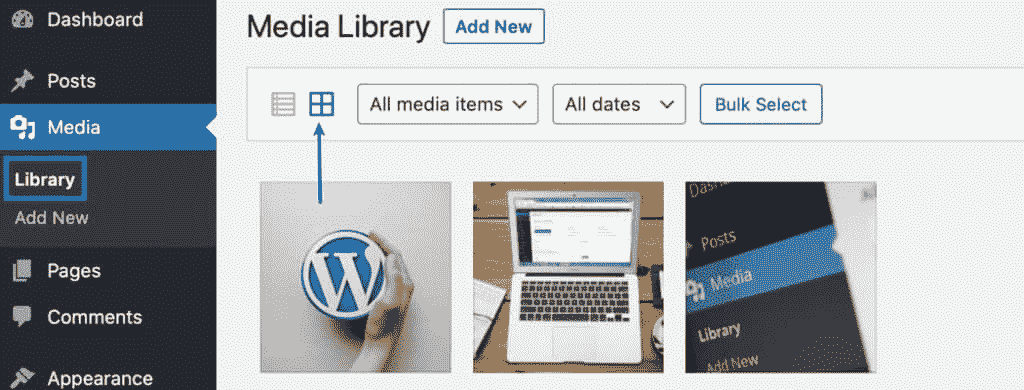 Dashboard
Posts
Media
Library
Add New
Pages
Comments
Appearance
Media Library Add New
All media items All dates Bulk Select
W
Dashb
Posts
Media
Library
Add New